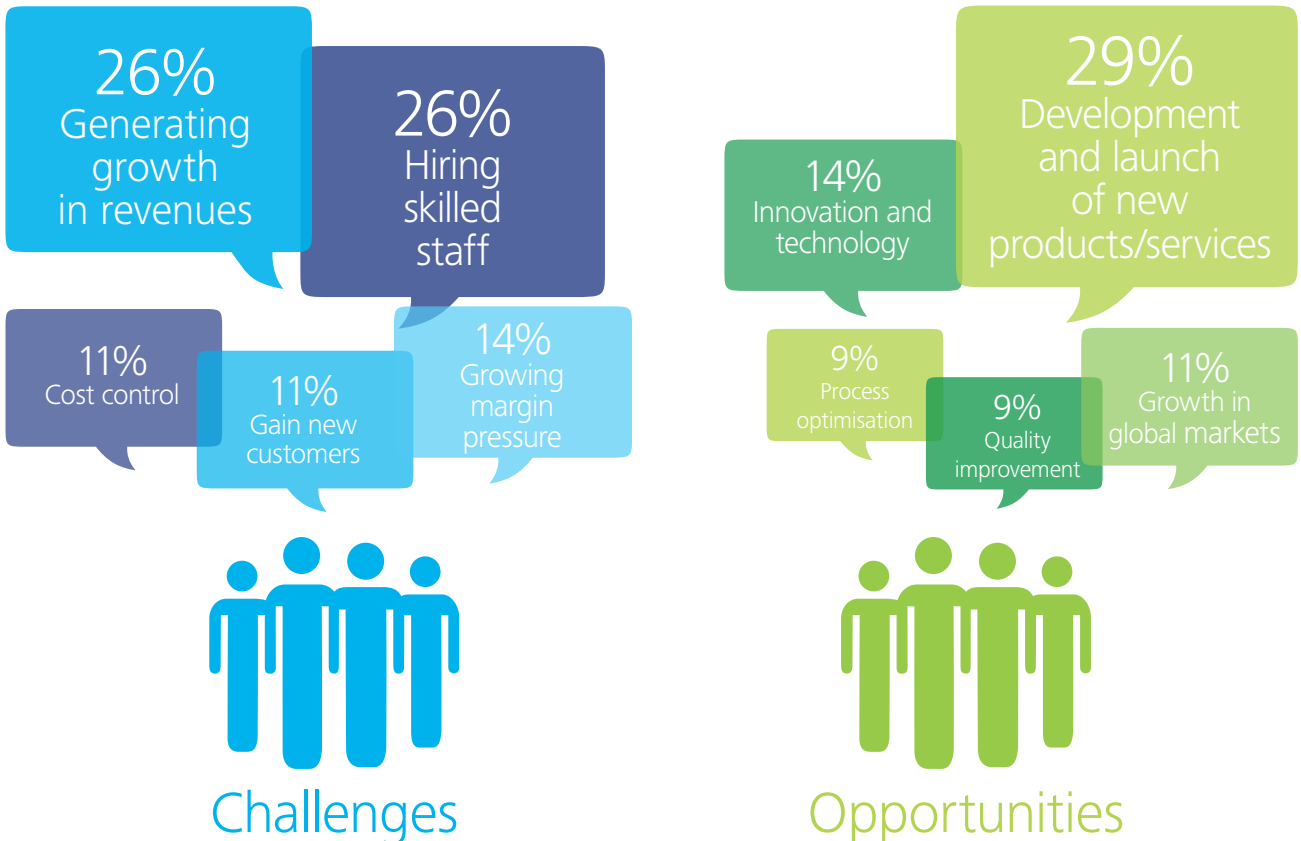 26%
Generating
growth
in revenues
26%
Hiring
skilled
staff
11%
Cost control
11%
Gain new
customers
14%
Growing
margin
pressure
Challenges
29%
Development
and launch
of new
products/services
14%
Innovation and
technology
9%
Process
optimisation
9%
Quality
improvement
11%
Growth in
global markets
Opportunities